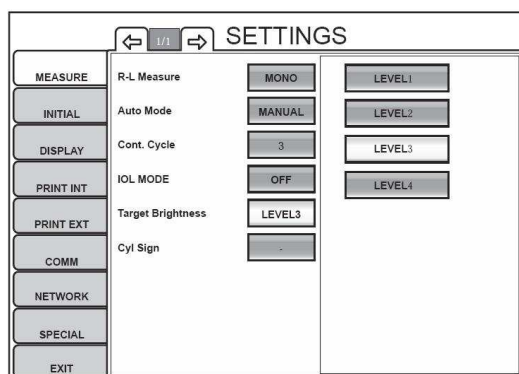 1/1
SETTINGS
MEASURE
INITIAL
DISPLAY
PRINT INT
PRINT EXT
COMM
NETWORK
SPECIAL
EXIT
R-L Measure MONO
Auto Mode MANUAL
Cont. Cycle 3
IOL MODE OFF
Target Brightness LEVEL3
Cyl Sign -
LEVEL1
LEVEL2
LEVEL3
LEVEL4